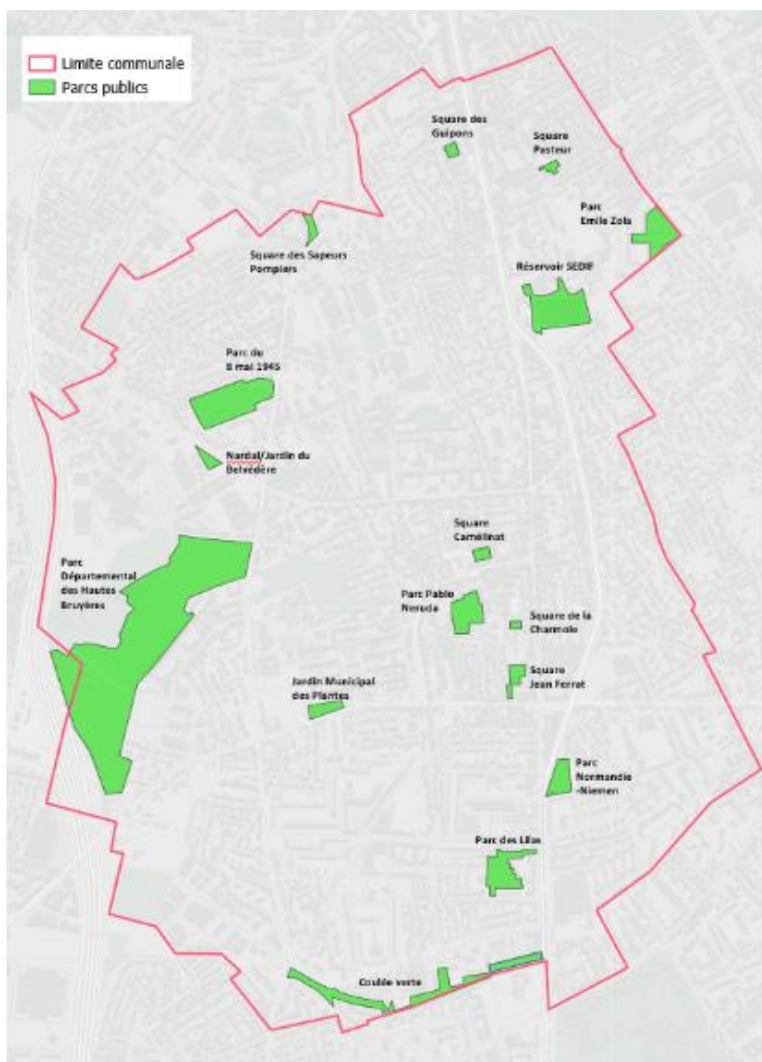 Limite communale
Parcs publics
Square des
Guipons
Square
Pasteur
Parc
Emile Zola
Square des Sapeurs
Pompiers
Réservoir SEDIF
Parc du
8 mai 1945
Nardal/Jardin du
Belvédère
Square
Camélinat
Parc
Départemental
des Hautes
Bruyères
Parc Pablo
Neruda
Square de la
Charmole
Square
Jean Ferrat
Jardin Municipal
des Plantes
Parc
Normandie
-Niemen
Parc des Lilas
Coulée verte